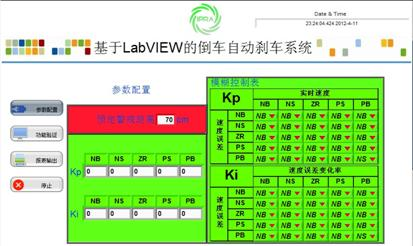 IPRA
Date & Time
23:24:04.424 2012-4-11
基于LabVIEW的倒车自动刹车系统
参数配置
功能验证
报表输出
停止
参数配置
预定警戒距离 70 cm
NB NS ZR PS PB
Kp 0 0 0 0 0
NB NS ZR PS PB
Ki 0 0 0 0 0
模糊控制表
Kp 实时速度
NB NS ZR PS PB
速度误差
NB NB NB NB NB NB
NS NB NB NB NB NB
ZR NB NB NB NB NB
PS NB NB NB NB NB
PB NB NB NB NB NB
Ki 速度误差变化率
NB NS ZR PS PB
速度误差
NB NB NB NB NB NB
NS NB NB NB NB NB
ZR NB NB NB NB NB
PS NB NB NB NB NB
PB NB NB NB NB NS